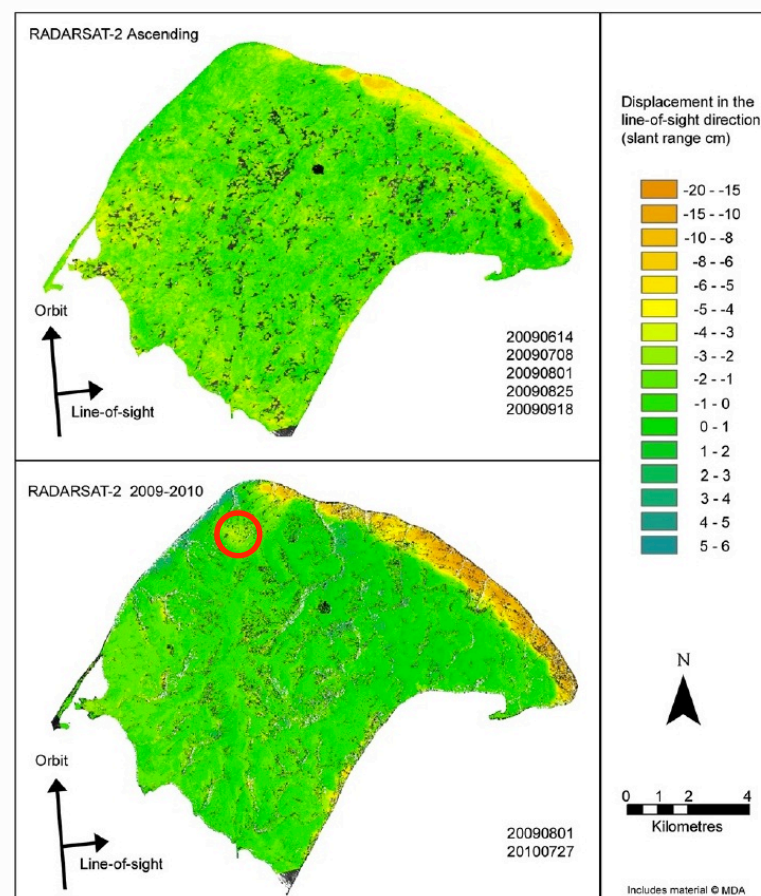 RADARSAT-2 Ascending
Orbit
Line-of-sight
20090614
20090708
20090801
20090825
20090918
RADARSAT-2 2009-2010
Orbit
Line-of-sight
20090801
20100727
Displacement in the
line-of-sight direction
(slant range cm)
-20 - -15
-15 - -10
-10 - -8
-8 - -6
-6 - -5
-5 - -4
-4 - -3
-3 - -2
-2 - -1
-1 - 0
0 - 1
1 - 2
2 - 3
3 - 4
4 - 5
5 - 6
N
0 1 2 4
Kilometres
Includes material © MDA